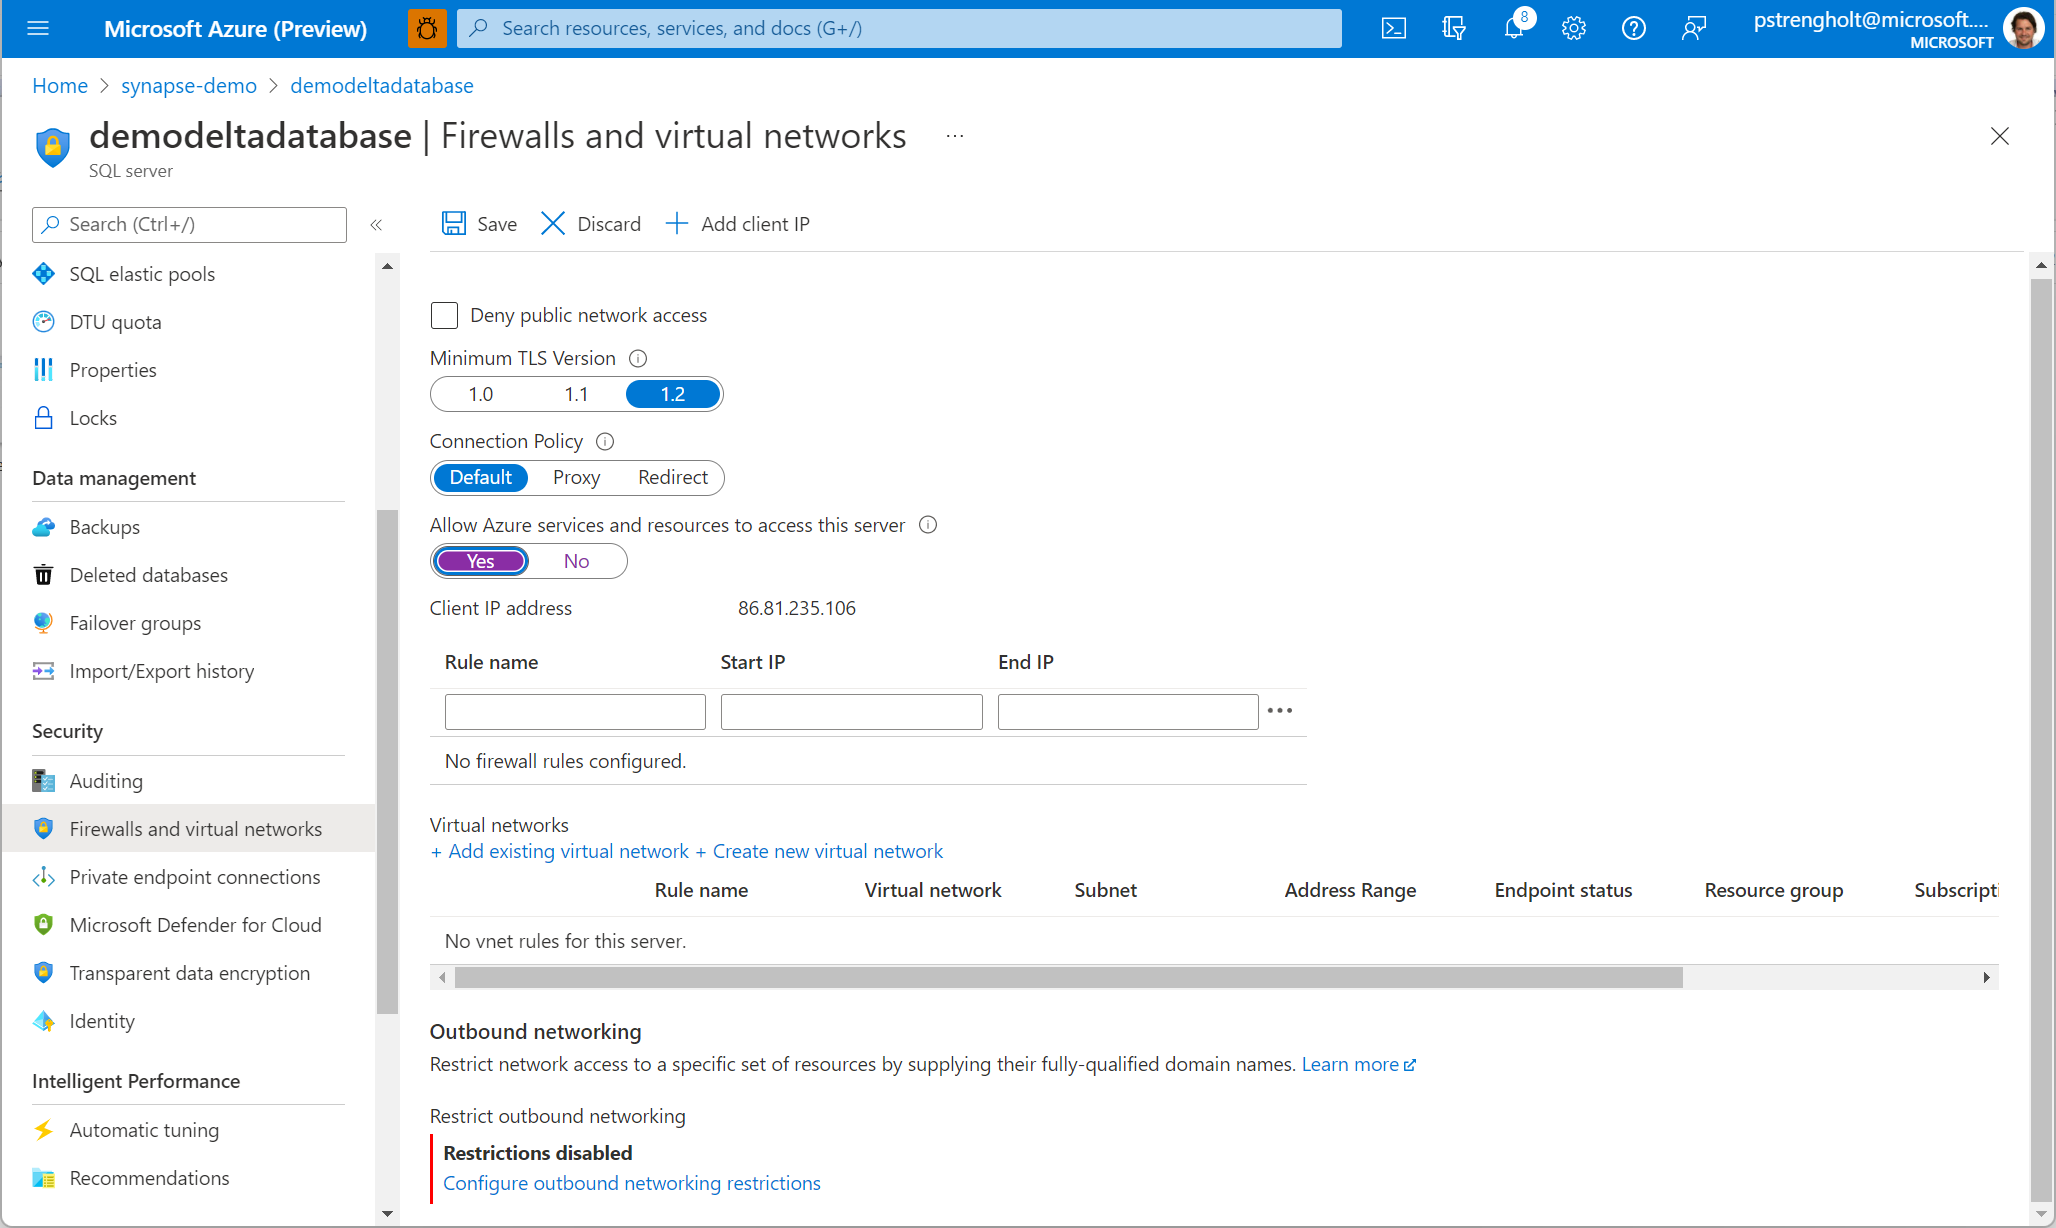 Microsoft Azure (Preview)
Search resources, services, and docs (G+/)
8
pstrengholt@microsoft....
MICROSOFT
Home > synapse-demo > demodeltadatabase
demodeltadatabase | Firewalls and virtual networks ...
SQL server
Search (Ctrl+/)
«
SQL elastic pools
DTU quota
Properties
Locks
Data management
Backups
Deleted databases
Failover groups
Import/Export history
Security
Auditing
Firewalls and virtual networks
Private endpoint connections
Microsoft Defender for Cloud
Transparent data encryption
Identity
Intelligent Performance
Automatic tuning
Recommendations
Save Discard + Add client IP
Deny public network access
Minimum TLS Version
1.0 1.1 1.2
Connection Policy
Default Proxy Redirect
Allow Azure services and resources to access this server
Yes No
Client IP address 86.81.235.106
Rule name Start IP End IP
No firewall rules configured.
Virtual networks
+ Add existing virtual network + Create new virtual network
Rule name Virtual network Subnet Address Range Endpoint status Resource group Subscripti
No vnet rules for this server.
Outbound networking
Restrict network access to a specific set of resources by supplying their fully-qualified domain names. Learn more
Restrict outbound networking
Restrictions disabled
Configure outbound networking restrictions